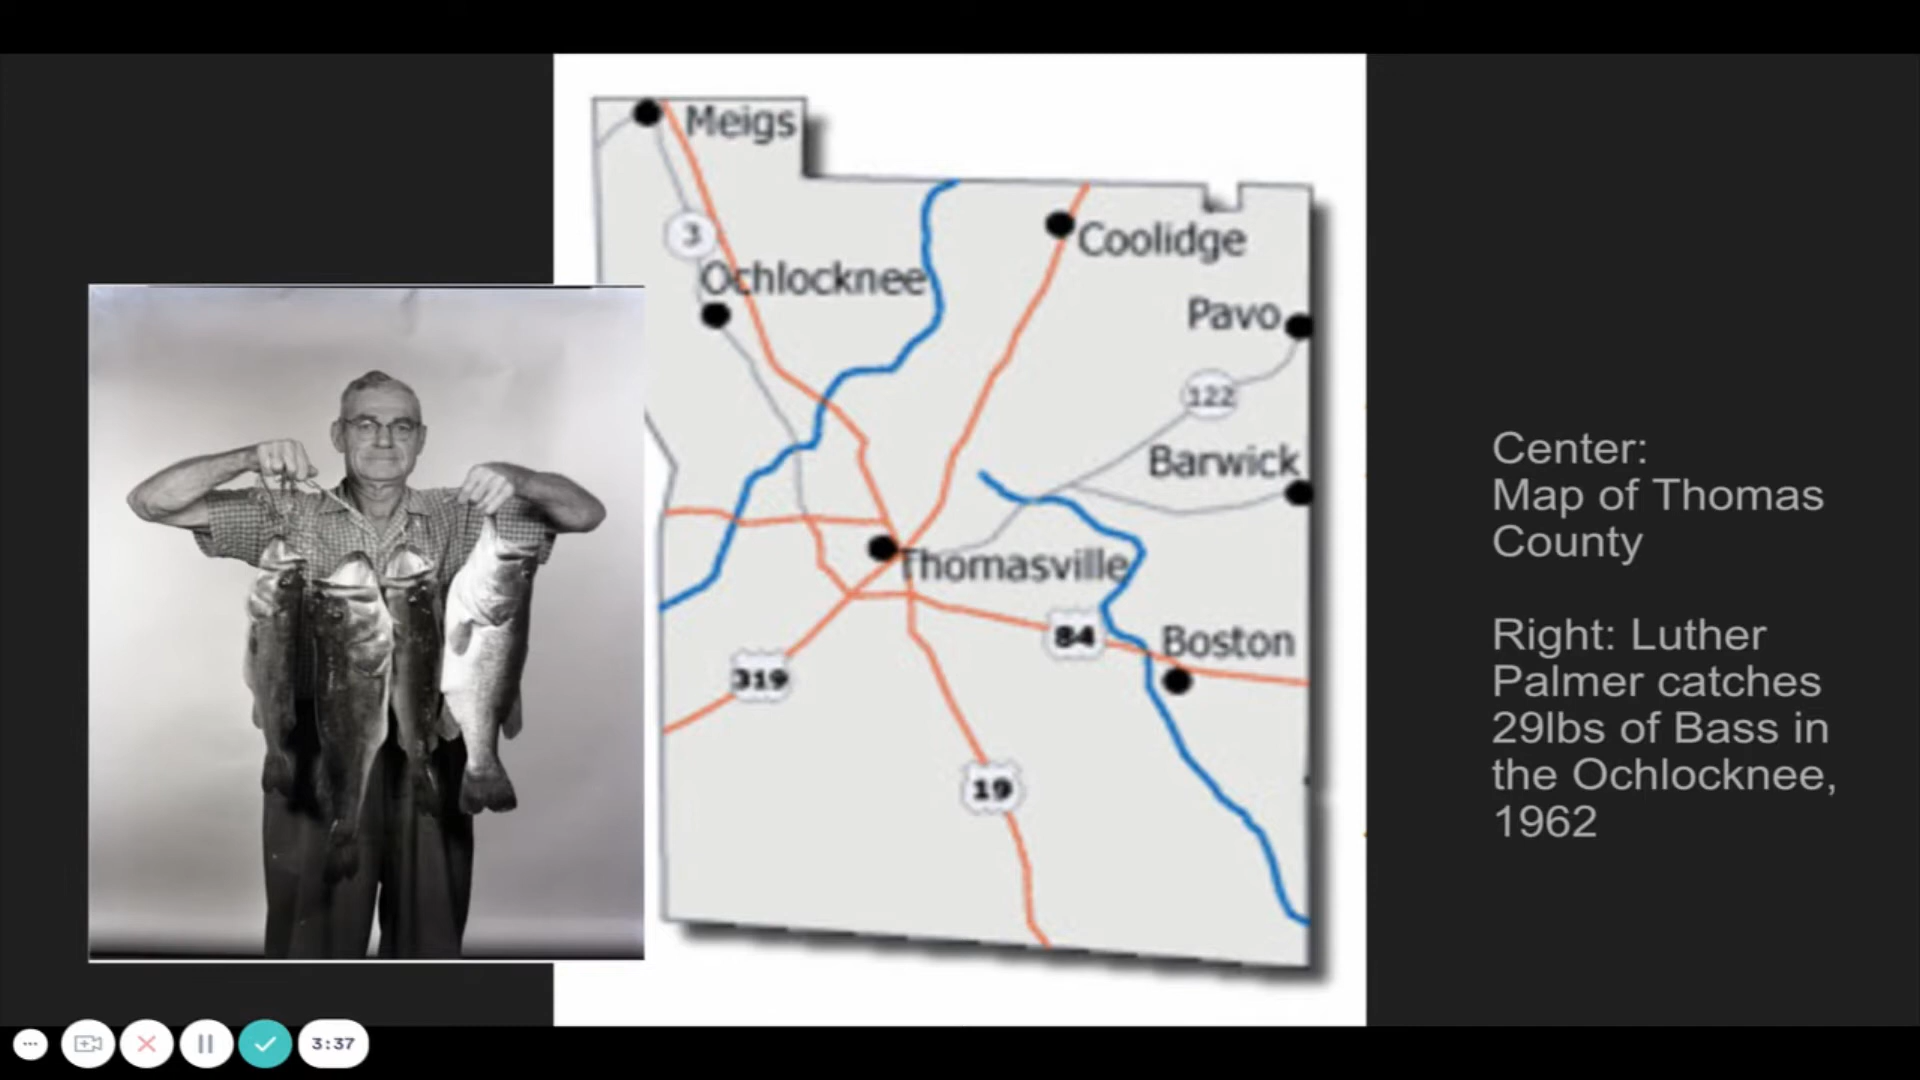 Meigs
3
Ochlocknee
Coolidge
Pavo
122
Barwick
Thomasville
84
Boston
319
19
Center:
Map of Thomas
County
Right: Luther
Palmer catches
29lbs of Bass in
the Ochlocknee,
1962
3:37